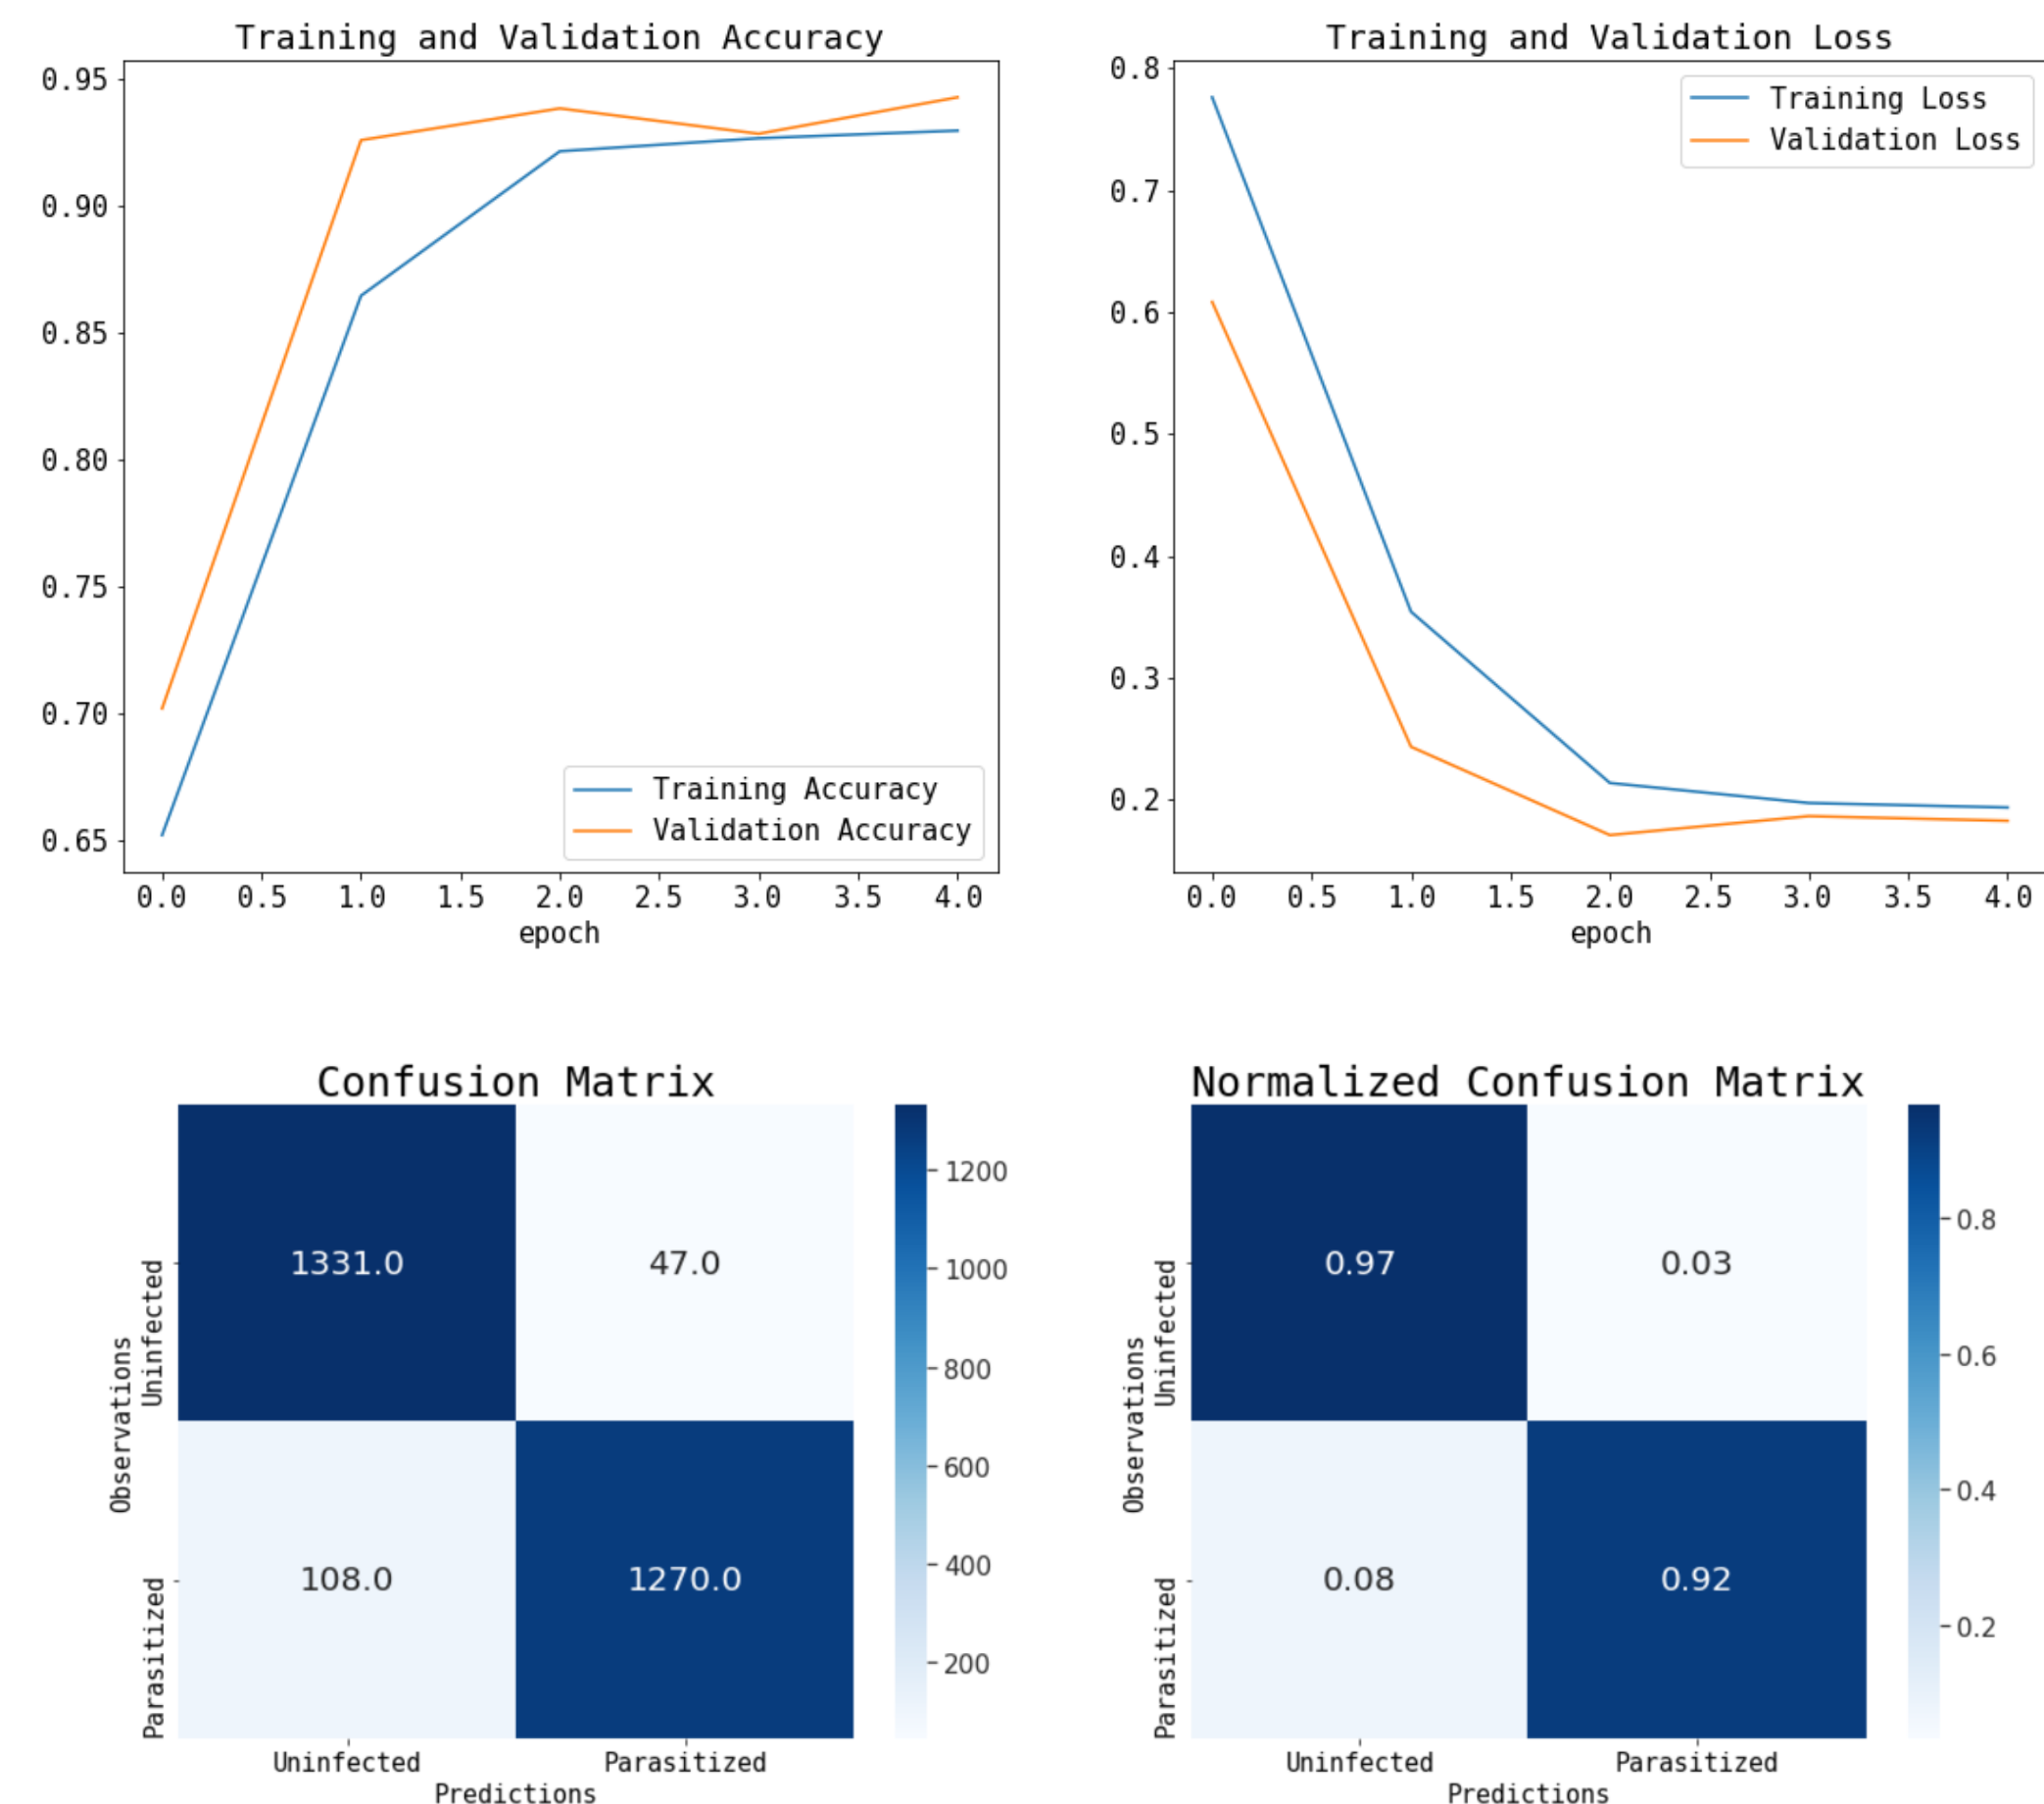 Training and Validation Accuracy
0.95
0.90
0.85
0.80
0.75
0.70
0.65
Training Accuracy
Validation Accuracy
0.0 0.5 1.0 1.5 2.0 2.5 3.0 3.5 4.0
epoch
Training and Validation Loss
0.8
0.7
0.6
0.5
0.4
0.3
0.2
Training Loss
Validation Loss
0.0 0.5 1.0 1.5 2.0 2.5 3.0 3.5 4.0
epoch
Confusion Matrix
Observations
Uninfected
Parasitized
1331.0 47.0
108.0 1270.0
1200
1000
800
600
400
200
Uninfected Parasitized
Predictions
Normalized Confusion Matrix
Observations
Uninfected
Parasitized
0.97 0.03
0.08 0.92
0.8
0.6
0.4
0.2
Uninfected Parasitized
Predictions